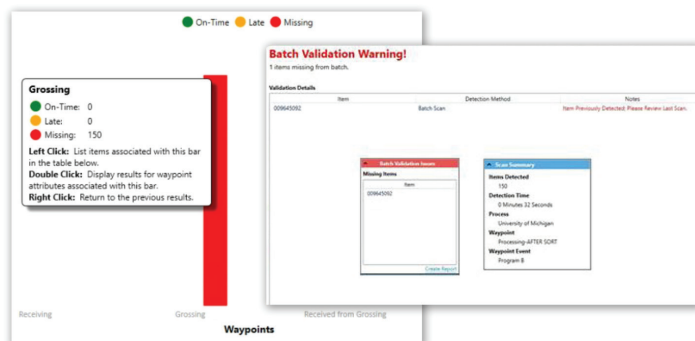 On-Time Late Missing
Grossing
On-Time: 0
Late: 0
Missing: 150
Left Click: List items associated with this bar
in the table below.
Double Click: Display results for waypoint
attributes associated with this bar.
Right Click: Return to the previous results.
Receiving Grossing Received from Grossing
Waypoints
Batch Validation Warning!
1 items missing from batch.
Validation Details
Item Detection Method Notes
009645092 Batch Scan Item Previously Detected: Please Review Last Scan.
Batch Validation Issues
Missing Items
Item
009645092
Create Report
Scan Summary
Items Detected
150
Detection Time
0 Minutes 32 Seconds
Process
University of Michigan
Waypoint
Processing-AFTER SORT
Waypoint Event
Program B